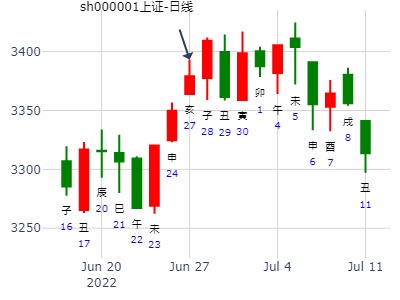 sh000001上证-日线
3400
3350
3300
3250
子
16
丑
17
辰
20
巳
21
午
22
未
23
申
24
亥
27
子
28
丑
29
寅
30
卯
1
午
4
未
5
申
6
酉
7
戌
8
丑
11
Jun 20
2022
Jun 27
Jul 4
Jul 11